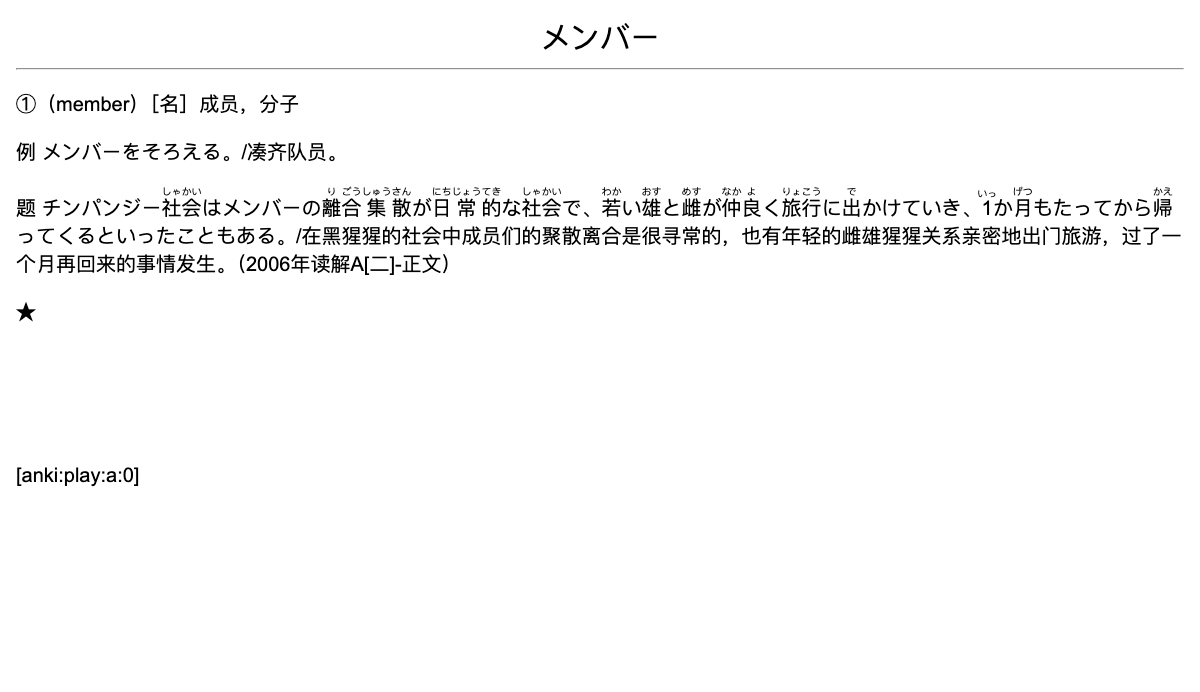 メンバー
①（member）［名］成员，分子
例 メンバーをそろえる。/凑齐队员。
しゃかい り ごうしゅうさん にちじょうてき しゃかい わか おす めす なか よ りょこう で いっ げつ かえ
题 チンパンジー社会はメンバーの離合集散が日常的な社会で、若い雄と雌が仲良く旅行に出かけていき、1か月もたってから帰
ってくるといったこともある。/在黑猩猩的社会中成员们的聚散离合是很寻常的，也有年轻的雌雄猩猩关系亲密地出门旅游，过了一
个月再回来的事情发生。（2006年读解A[二]-正文）
★
[anki:play:a:0]